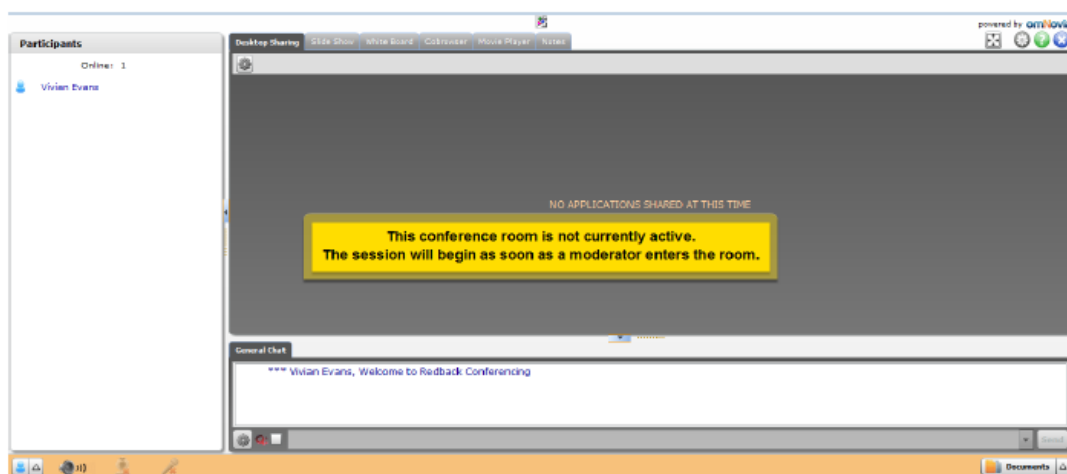 powered by omNovia
Participants
Online: 1
Vivian Evans
Desktop Sharing Slide Show White Board Cobrowser Movie Player Notes
NO APPLICATIONS SHARED AT THIS TIME
This conference room is not currently active.
The session will begin as soon as a moderator enters the room.
General Chat
*** Vivian Evans, Welcome to Redback Conferencing
Send
Documents